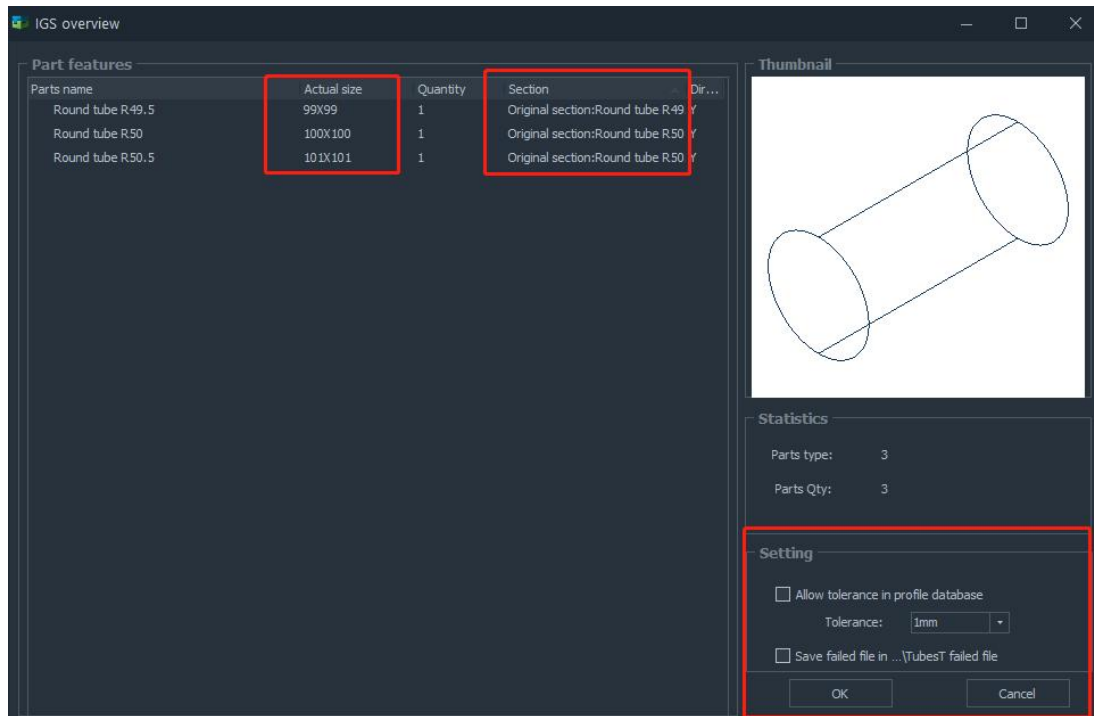 IGS overview
Part features
Parts name Actual size Quantity Section Dir...
Round tube R49.5 99X99 1 Original section:Round tube R49 Y
Round tube R50 100X100 1 Original section:Round tube R50 Y
Round tube R50.5 101X101 1 Original section:Round tube R50 Y
Thumbnail
Statistics
Parts type: 3
Parts Qty: 3
Setting
Allow tolerance in profile database
Tolerance: 1mm
Save failed file in ...\TubesT failed file
OK Cancel